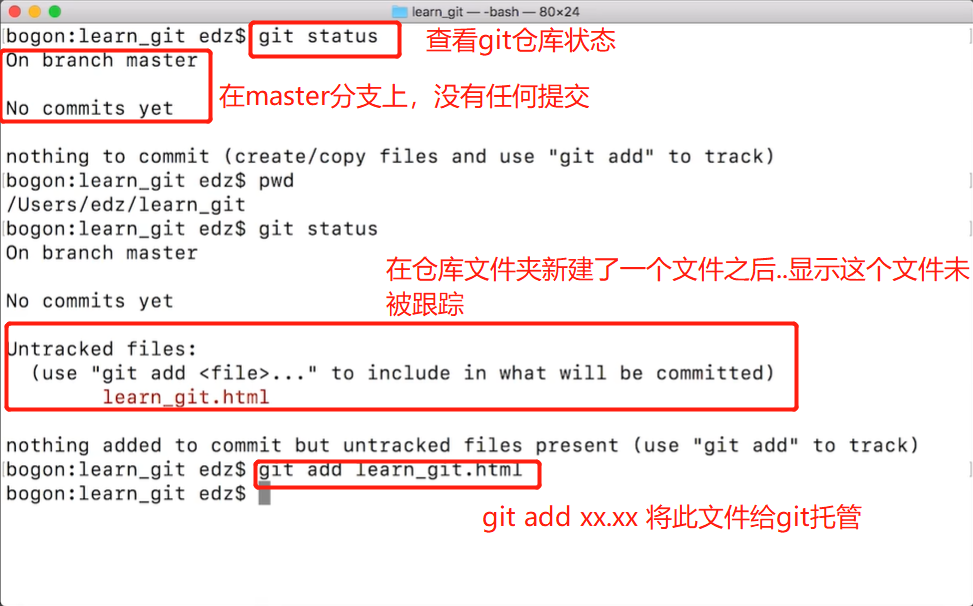 learn_git — -bash — 80×24
bogon:learn_git edz$ git status
查看git仓库状态
On branch master
No commits yet
在master分支上，没有任何提交
nothing to commit (create/copy files and use "git add" to track)
bogon:learn_git edz$ pwd
/Users/edz/learn_git
bogon:learn_git edz$ git status
On branch master
在仓库文件夹新建了一个文件之后..显示这个文件未
被跟踪
No commits yet
Untracked files:
(use "git add <file>..." to include in what will be committed)
learn_git.html
nothing added to commit but untracked files present (use "git add" to track)
bogon:learn_git edz$ git add learn_git.html
bogon:learn_git edz$
git add xx.xx 将此文件给git托管